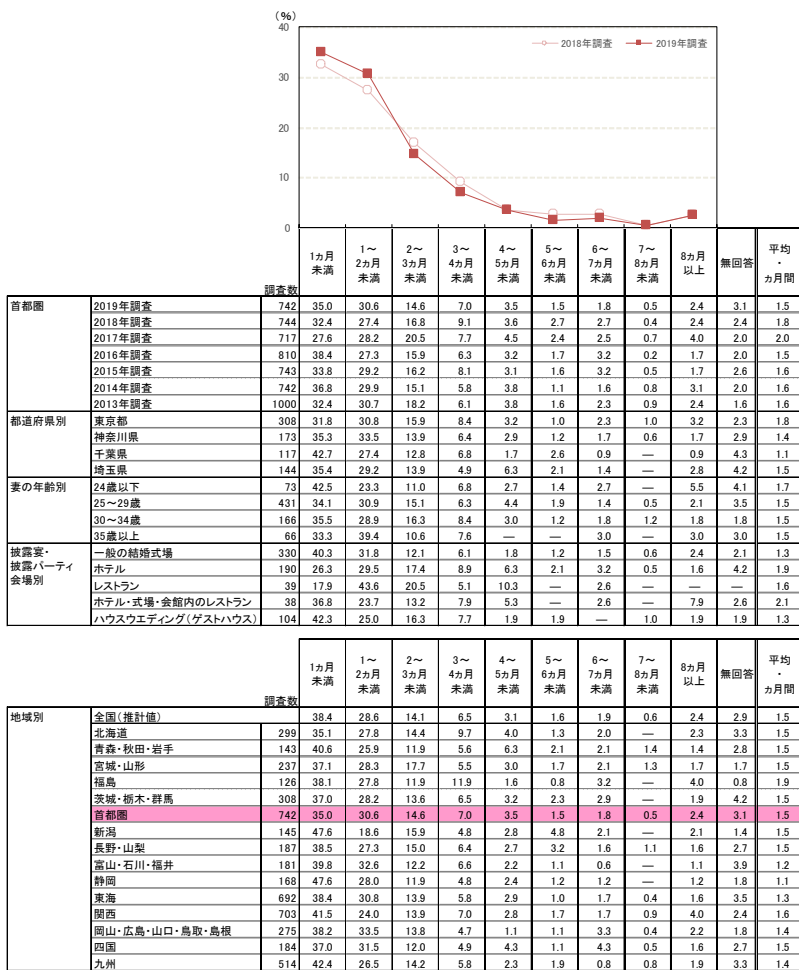 (%)
40
30
20
10
0
2018年調査 2019年調査
調査数 1ヵ月未満 1～2ヵ月未満 2～3ヵ月未満 3～4ヵ月未満 4～5ヵ月未満 5～6ヵ月未満 6～7ヵ月未満 7～8ヵ月未満 8ヵ月以上 無回答 平均・ヵ月間
首都圏 2019年調査 742 35.0 30.6 14.6 7.0 3.5 1.5 1.8 0.5 2.4 3.1 1.5
2018年調査 744 32.4 27.4 16.8 9.1 3.6 2.7 2.7 0.4 2.4 2.4 1.8
2017年調査 717 27.6 28.2 20.5 7.7 4.5 2.4 2.5 0.7 4.0 2.0 2.0
2016年調査 810 38.4 27.3 15.9 6.3 3.2 1.7 3.2 0.2 1.7 2.0 1.5
2015年調査 743 33.8 29.2 16.2 8.1 3.1 1.6 3.2 0.5 1.7 2.6 1.6
2014年調査 742 36.8 29.9 15.1 5.8 3.8 1.1 1.6 0.8 3.1 2.0 1.6
2013年調査 1000 32.4 30.7 18.2 6.1 3.8 1.6 2.3 0.9 2.4 1.6 1.6
都道府県別 東京都 308 31.8 30.8 15.9 8.4 3.2 1.0 2.3 1.0 3.2 2.3 1.8
神奈川県 173 35.3 33.5 13.9 6.4 2.9 1.2 1.7 0.6 1.7 2.9 1.4
千葉県 117 42.7 27.4 12.8 6.8 1.7 2.6 0.9 — 0.9 4.3 1.1
埼玉県 144 35.4 29.2 13.9 4.9 6.3 2.1 1.4 — 2.8 4.2 1.5
妻の年齢別 24歳以下 73 42.5 23.3 11.0 6.8 2.7 1.4 2.7 — 5.5 4.1 1.7
25～29歳 431 34.1 30.9 15.1 6.3 4.4 1.9 1.4 0.5 2.1 3.5 1.5
30～34歳 166 35.5 28.9 16.3 8.4 3.0 1.2 1.8 1.2 1.8 1.8 1.5
35歳以上 66 33.3 39.4 10.6 7.6 — — 3.0 — 3.0 3.0 1.5
披露宴・披露パーティ会場別 一般の結婚式場 330 40.3 31.8 12.1 6.1 1.8 1.2 1.5 0.6 2.4 2.1 1.3
ホテル 190 26.3 29.5 17.4 8.9 6.3 2.1 3.2 0.5 1.6 4.2 1.9
レストラン 39 17.9 43.6 20.5 5.1 10.3 — 2.6 — — — 1.6
ホテル・式場・会館内のレストラン 38 36.8 23.7 13.2 7.9 5.3 — 2.6 — 7.9 2.6 2.1
ハウスウエディング(ゲストハウス) 104 42.3 25.0 16.3 7.7 1.9 1.9 — 1.0 1.9 1.9 1.3
調査数 1ヵ月未満 1～2ヵ月未満 2～3ヵ月未満 3～4ヵ月未満 4～5ヵ月未満 5～6ヵ月未満 6～7ヵ月未満 7～8ヵ月未満 8ヵ月以上 無回答 平均・ヵ月間
地域別 全国(推計値) 38.4 28.6 14.1 6.5 3.1 1.6 1.9 0.6 2.4 2.9 1.5
北海道 299 35.1 27.8 14.4 9.7 4.0 1.3 2.0 — 2.3 3.3 1.5
青森・秋田・岩手 143 40.6 25.9 11.9 5.6 6.3 2.1 2.1 1.4 1.4 2.8 1.5
宮城・山形 237 37.1 28.3 17.7 5.5 3.0 1.7 2.1 1.3 1.7 1.7 1.5
福島 126 38.1 27.8 11.9 11.9 1.6 0.8 3.2 — 4.0 0.8 1.9
茨城・栃木・群馬 308 37.0 28.2 13.6 6.5 3.2 2.3 2.9 — 1.9 4.2 1.5
首都圏 742 35.0 30.6 14.6 7.0 3.5 1.5 1.8 0.5 2.4 3.1 1.5
新潟 145 47.6 18.6 15.9 4.8 2.8 4.8 2.1 — 2.1 1.4 1.5
長野・山梨 187 38.5 27.3 15.0 6.4 2.7 3.2 1.6 1.1 1.6 2.7 1.5
富山・石川・福井 181 39.8 32.6 12.2 6.6 2.2 1.1 0.6 — 1.1 3.9 1.2
静岡 168 47.6 28.0 11.9 4.8 2.4 1.2 1.2 — 1.2 1.8 1.1
東海 692 38.4 30.8 13.9 5.8 2.9 1.0 1.7 0.4 1.6 3.5 1.3
関西 703 41.5 24.0 13.9 7.0 2.8 1.7 1.7 0.9 4.0 2.4 1.6
岡山・広島・山口・鳥取・島根 275 38.2 33.5 13.8 4.7 1.1 1.1 3.3 0.4 2.2 1.8 1.4
四国 184 37.0 31.5 12.0 4.9 4.3 1.1 4.3 0.5 1.6 2.7 1.5
九州 514 42.4 26.5 14.2 5.8 2.3 1.9 0.8 0.8 1.9 3.3 1.4